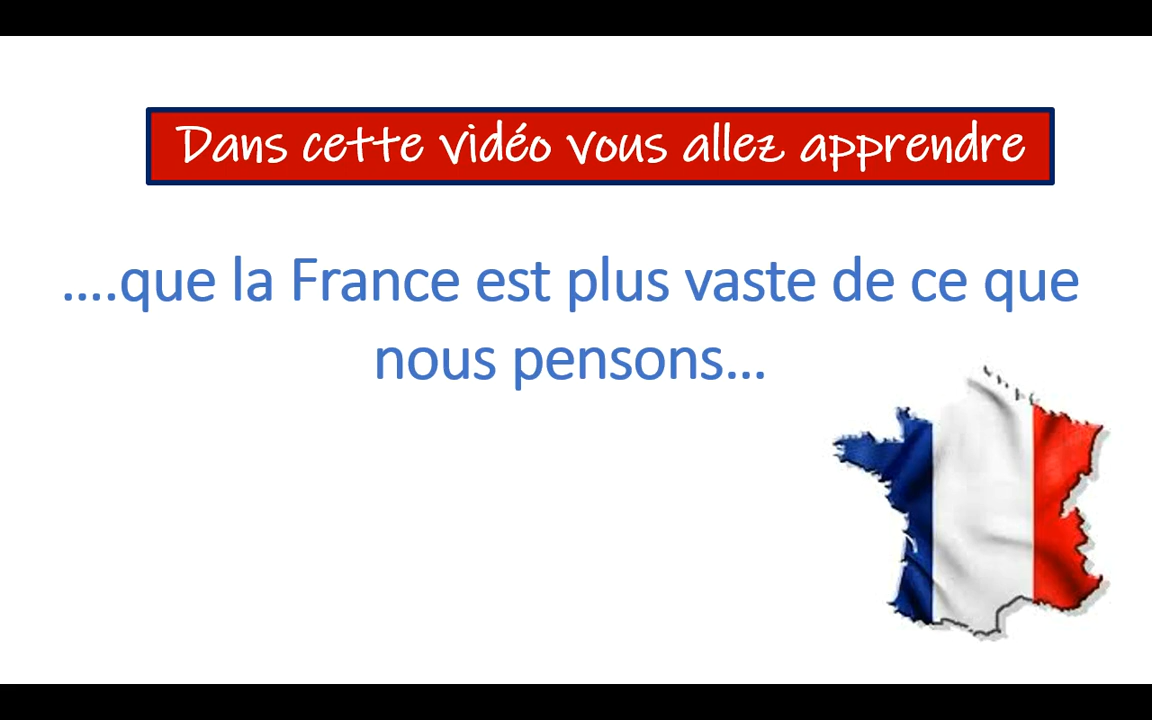 Dans cette vidéo vous allez apprendre
....que la France est plus vaste de ce que
nous pensons...